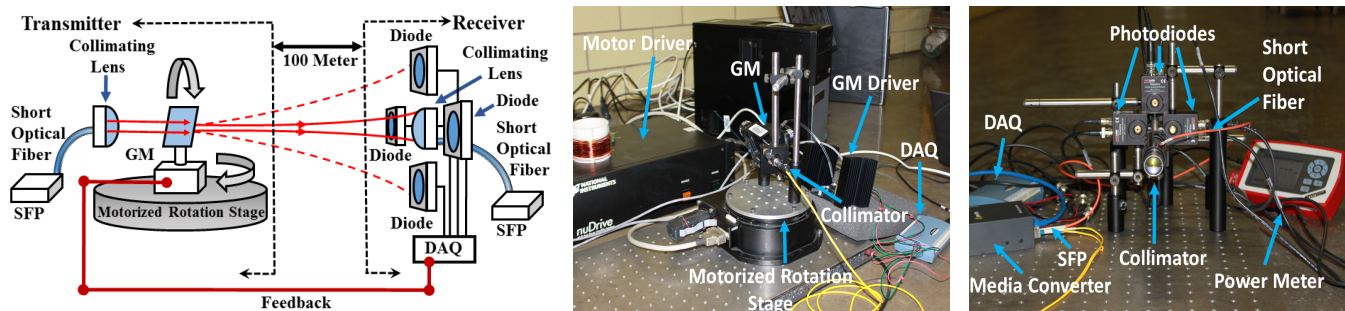 Transmitter
Receiver
Collimating
Lens
100 Meter
Diode
Collimating
Lens
Diode
Short
Optical
Fiber
GM
Diode
Short
Optical
Fiber
SFP
Motorized Rotation Stage
Diode
SFP
DAQ
Feedback
Motor Driver
GM
GM Driver
DAQ
Collimator
NATIONAL
INSTRUMENTS
nuDrive
Motorized Rotation
Stage
Photodiodes
Short
Optical
Fiber
DAQ
SFP
Collimator
Media Converter
Power Meter